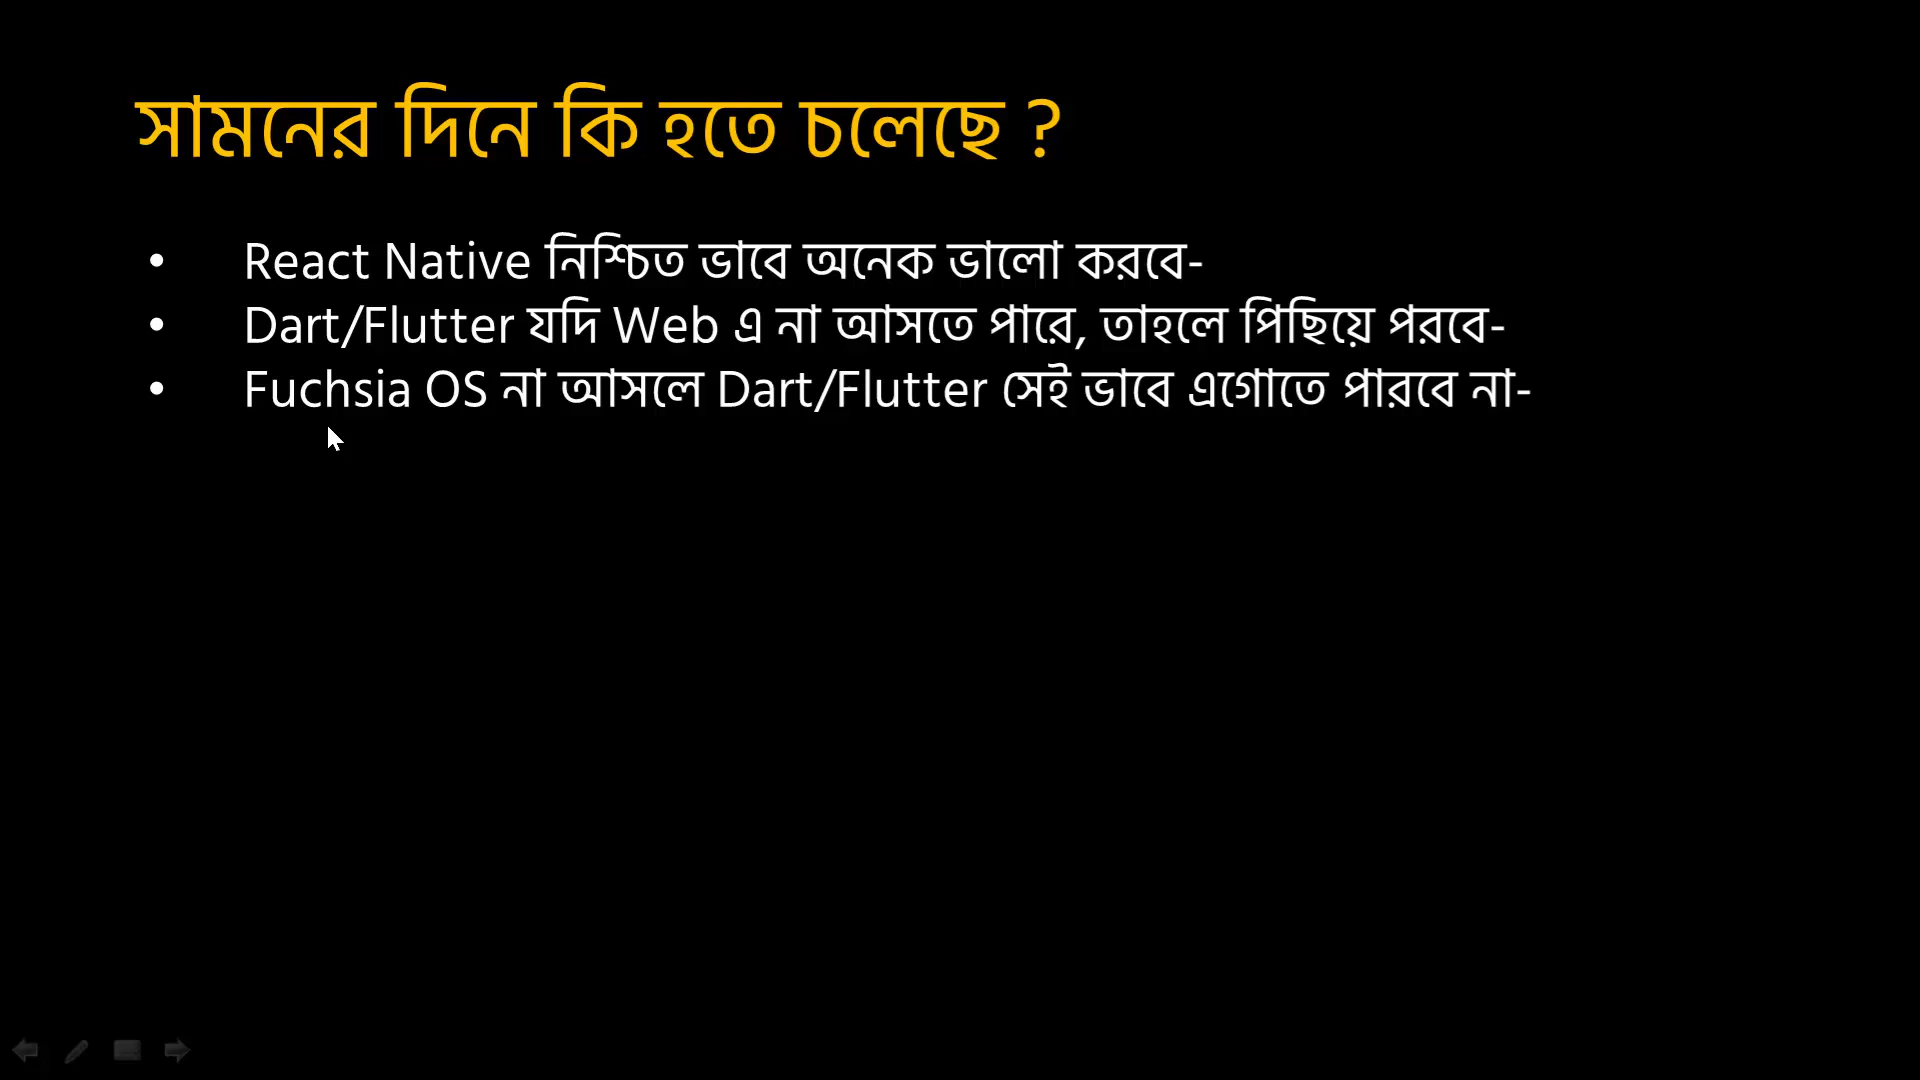 সামনের দিনে কি হতে চলেছে ?
• React Native নিশ্চিত ভাবে অনেক ভালো করবে-
• Dart/Flutter যদি Web এ না আসতে পারে, তাহলে পিছিয়ে পরবে-
• Fuchsia OS না আসলে Dart/Flutter সেই ভাবে এগোতে পারবে না-